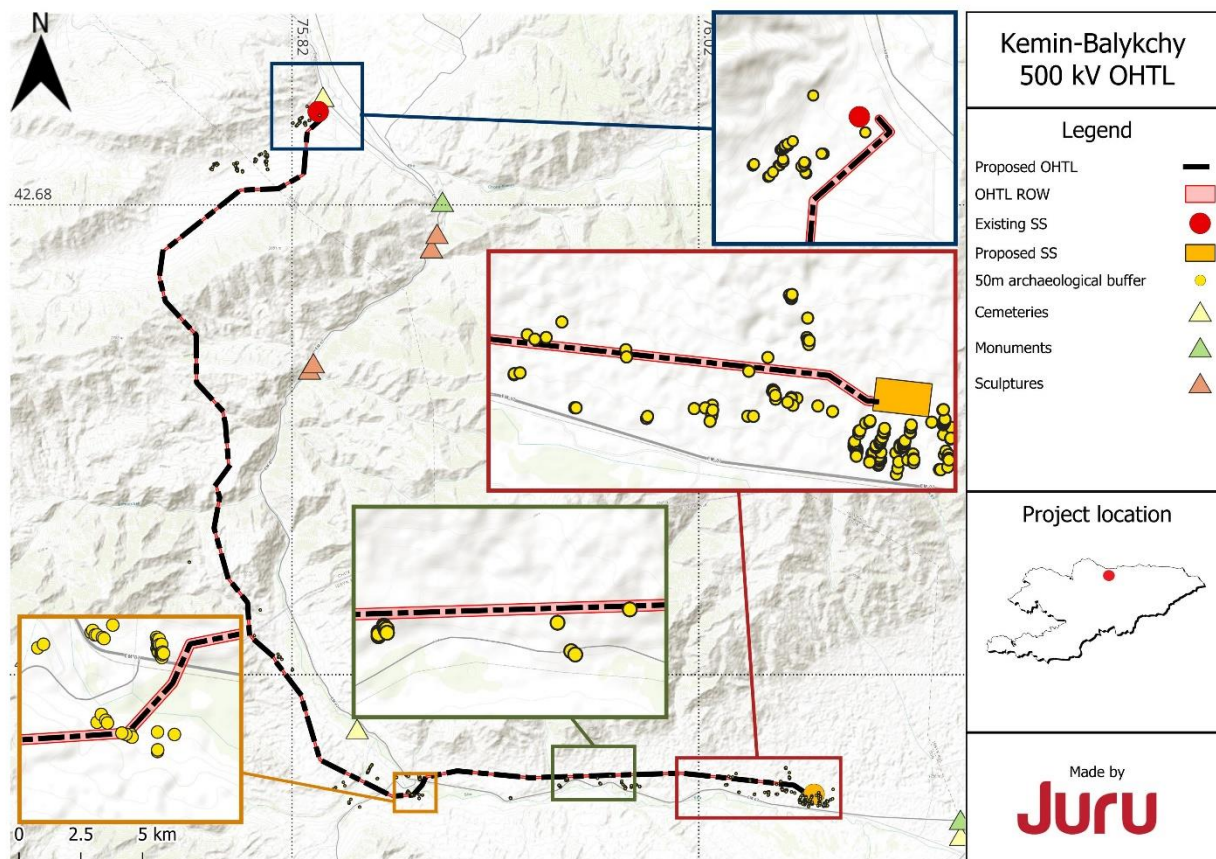 N
75.82
76.02
42.68
4
0
2.5
5 km
Kemin-Balykchy
500 kV OHTL
Legend
Proposed OHTL
OHTL ROW
Existing SS
Proposed SS
50m archaeological buffer
Cemeteries
Monuments
Sculptures
Project location
Made by
Juru